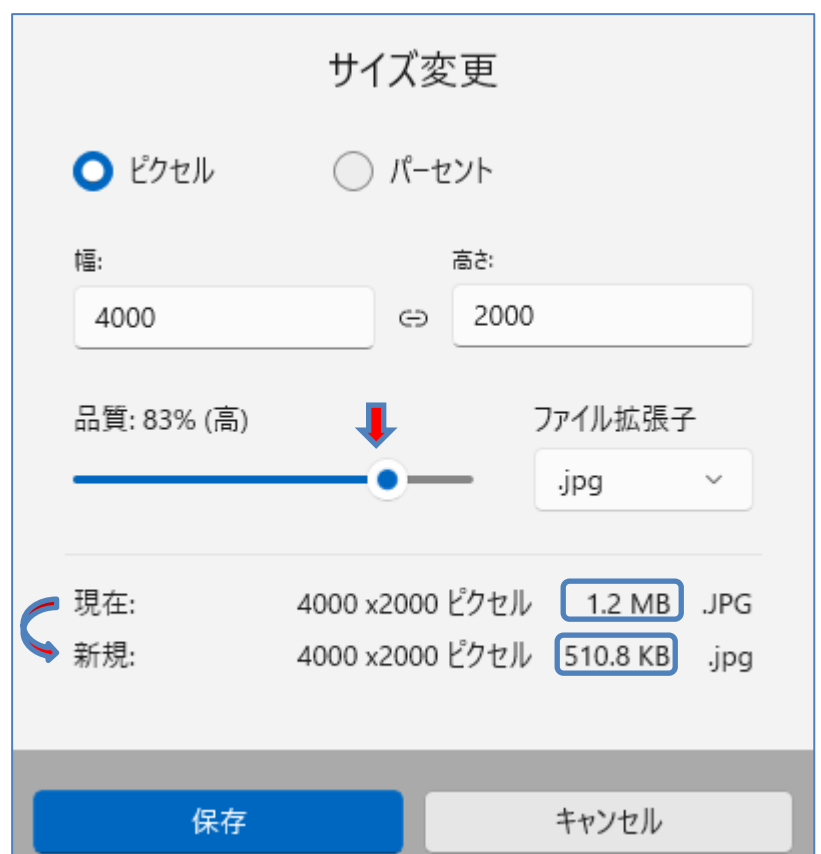 サイズ変更
ピクセル パーセント
幅: 高さ:
4000 2000
品質: 83% (高) ファイル拡張子
.jpg
現在: 4000 x2000 ピクセル 1.2 MB .JPG
新規: 4000 x2000 ピクセル 510.8 KB .jpg
保存 キャンセル